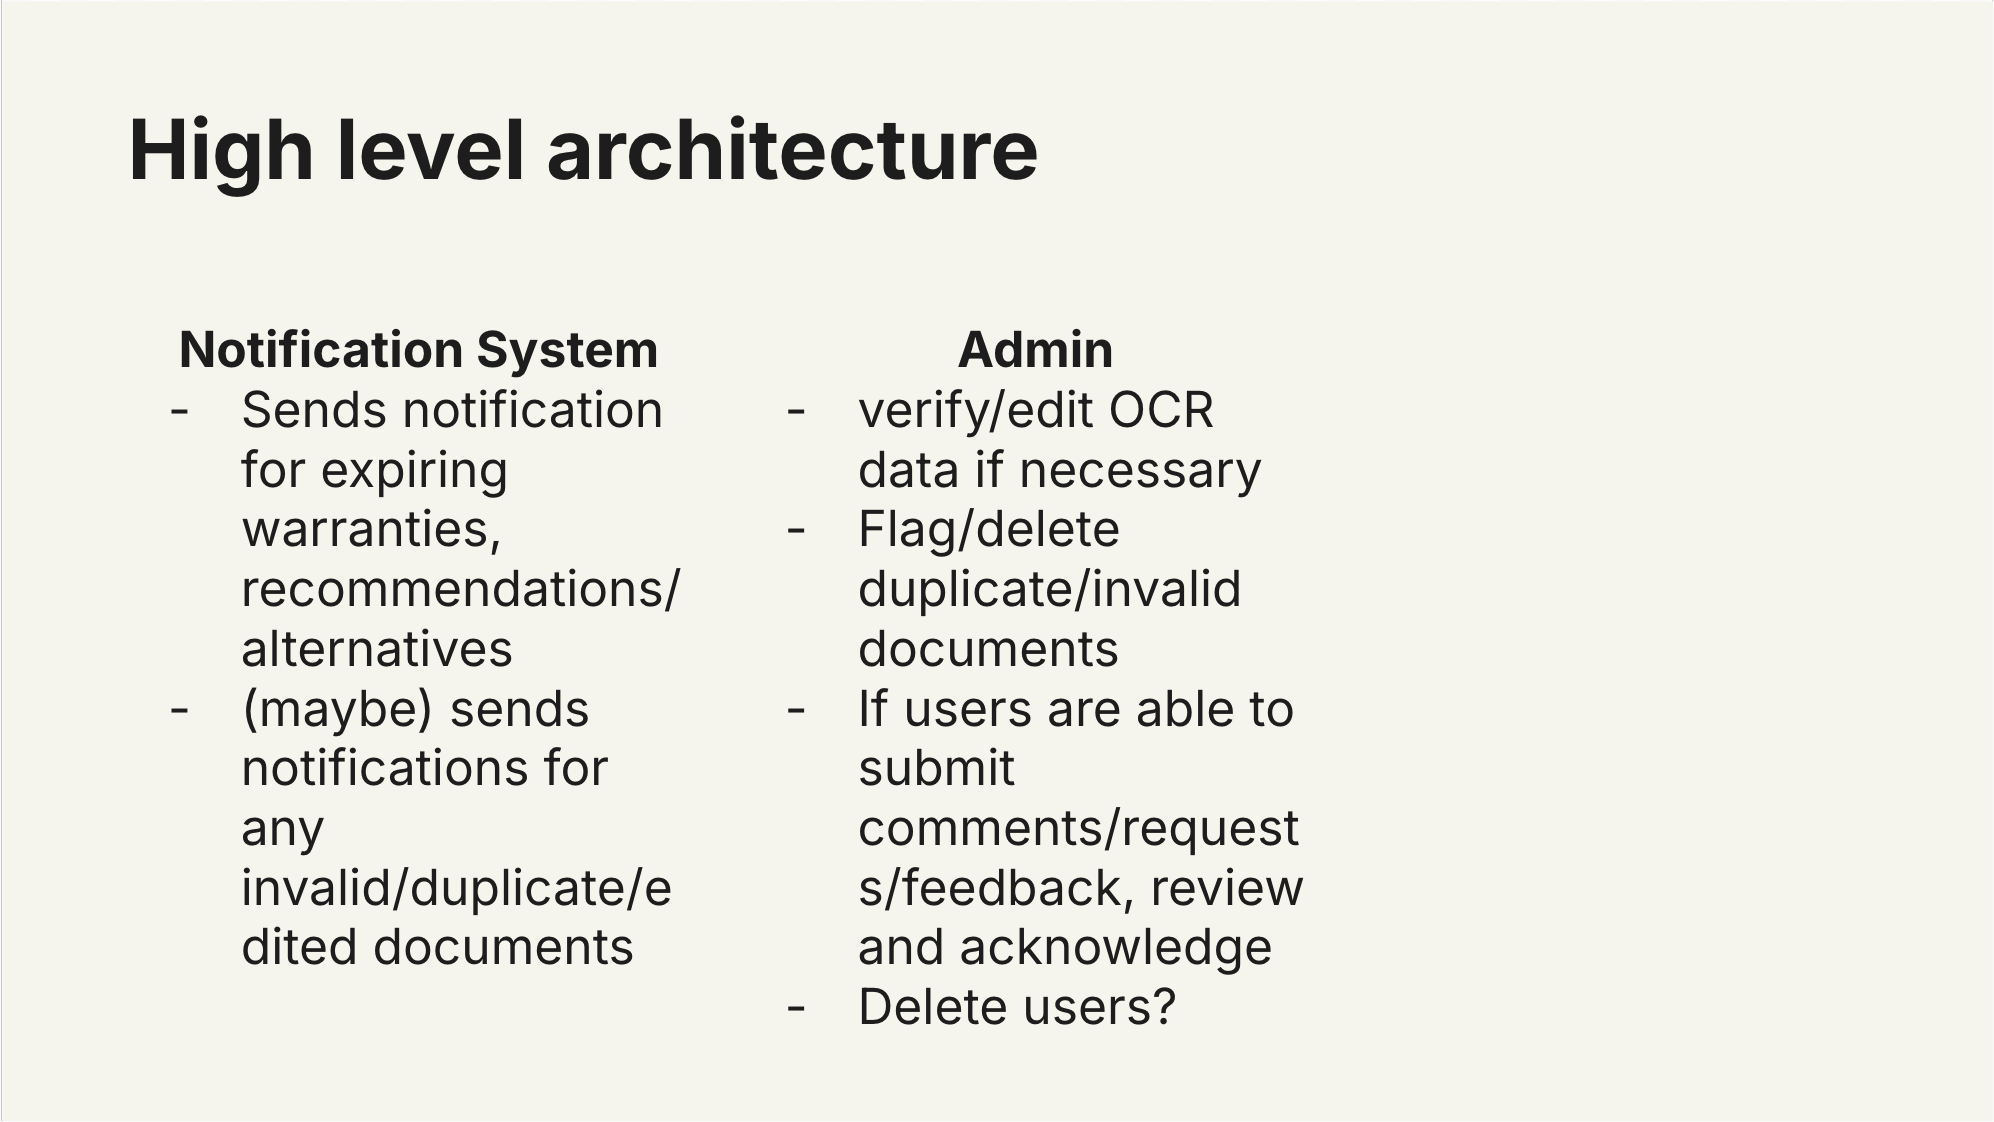 High level architecture
Notification System
- Sends notification
for expiring
warranties,
recommendations/
alternatives
- (maybe) sends
notifications for
any
invalid/duplicate/e
dited documents
Admin
- verify/edit OCR
data if necessary
- Flag/delete
duplicate/invalid
documents
- If users are able to
submit
comments/request
s/feedback, review
and acknowledge
- Delete users?